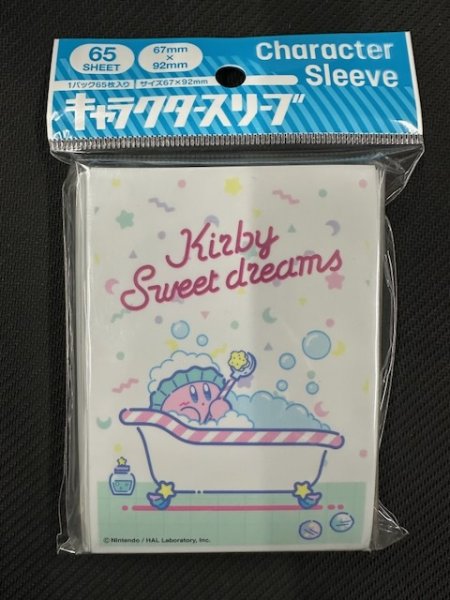 65
SHEET
67mm
×
92mm
Character
Sleeve
1パック65枚入り サイズ67×92mm
キャラクタースリーブ
Kirby
Sweet dreams
©Nintendo / HAL Laboratory, Inc.